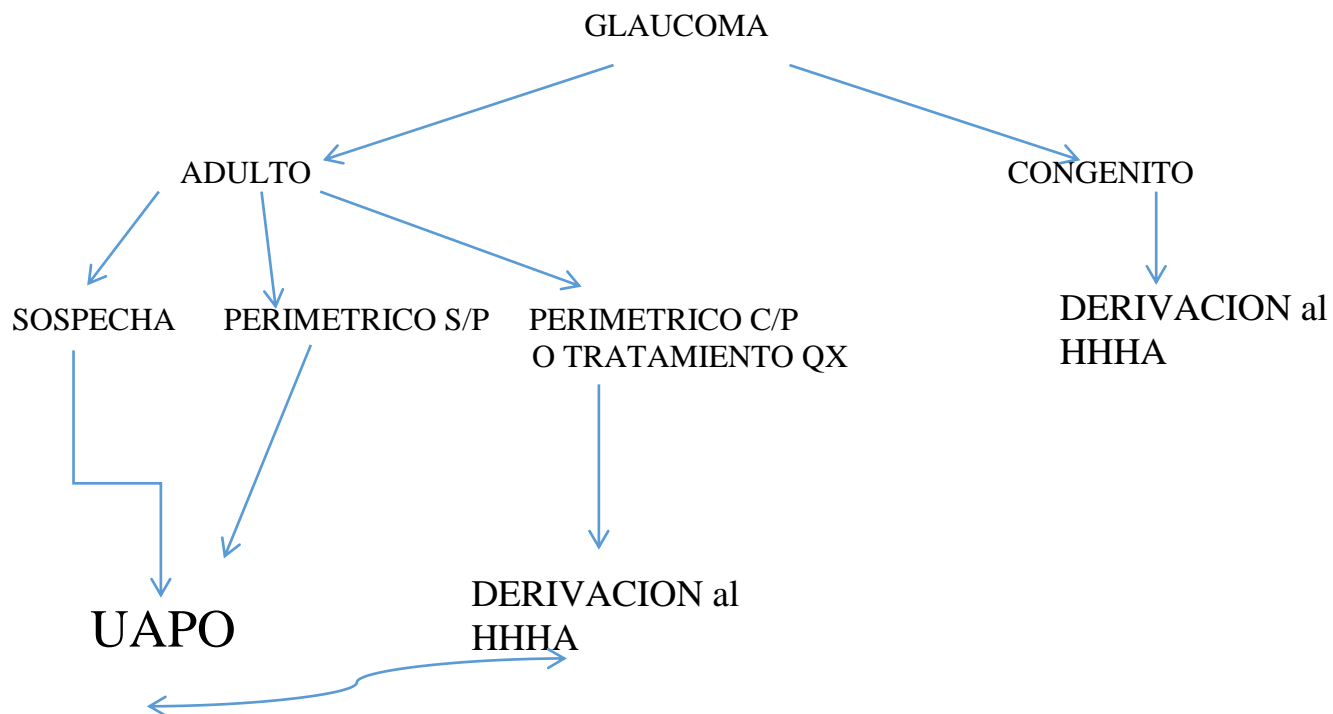 GLAUCOMA
ADULTO
CONGENITO
SOSPECHA
PERIMETRICO S/P
PERIMETRICO C/P
O TRATAMIENTO QX
DERIVACION al
HHHA
UAPO
DERIVACION al
HHHA